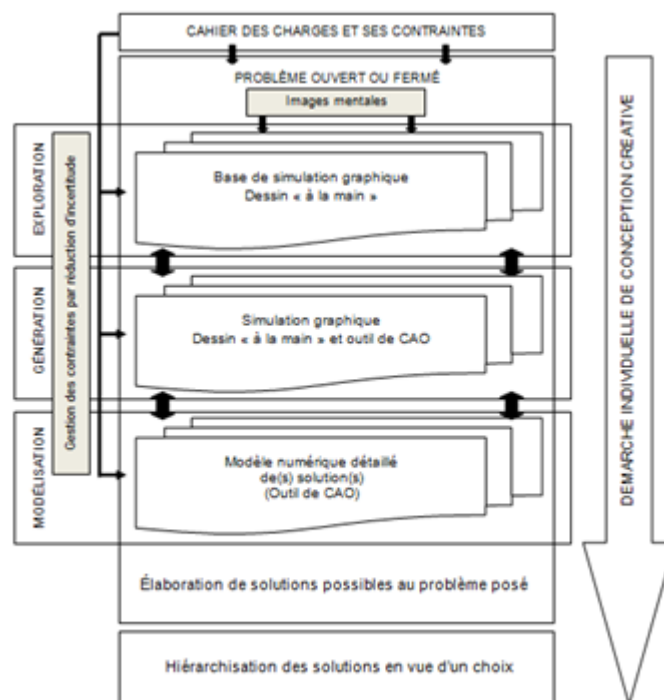 CAHIER DES CHARGES ET SES CONTRAINTES
PROBLÈME OUVERT OU FERMÉ
Images mentales
EXPLORATION
Gestion des contraintes par réduction d'incertitude
Base de simulation graphique
Dessin « à la main »
GÉNÉRATION
Simulation graphique
Dessin « à la main » et outil de CAO
MODÉLISATION
Modèle numérique détaillé
de(s) solution(s)
(Outil de CAO)
Élaboration de solutions possibles au problème posé
Hiérarchisation des solutions en vue d'un choix
DEMARCHE INDIVIDUELLE DE CONCEPTION CREATIVE